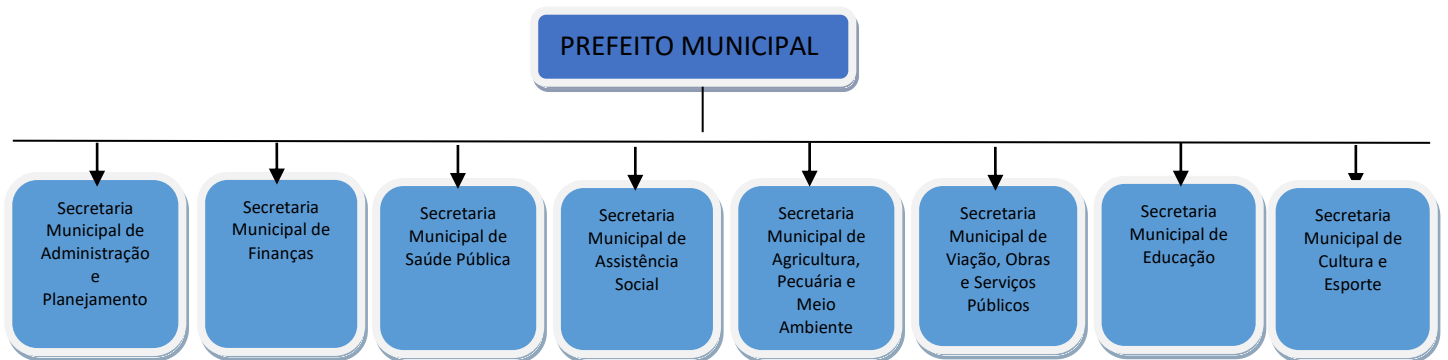 PREFEITO MUNICIPAL
Secretaria
Municipal de
Administração
e
Planejamento
Secretaria
Municipal de
Finanças
Secretaria
Municipal de
Saúde Pública
Secretaria
Municipal de
Assistência
Social
Secretaria
Municipal de
Agricultura,
Pecuária e
Meio
Ambiente
Secretaria
Municipal de
Viação, Obras
e Serviços
Públicos
Secretaria
Municipal de
Educação
Secretaria
Municipal de
Cultura e
Esporte